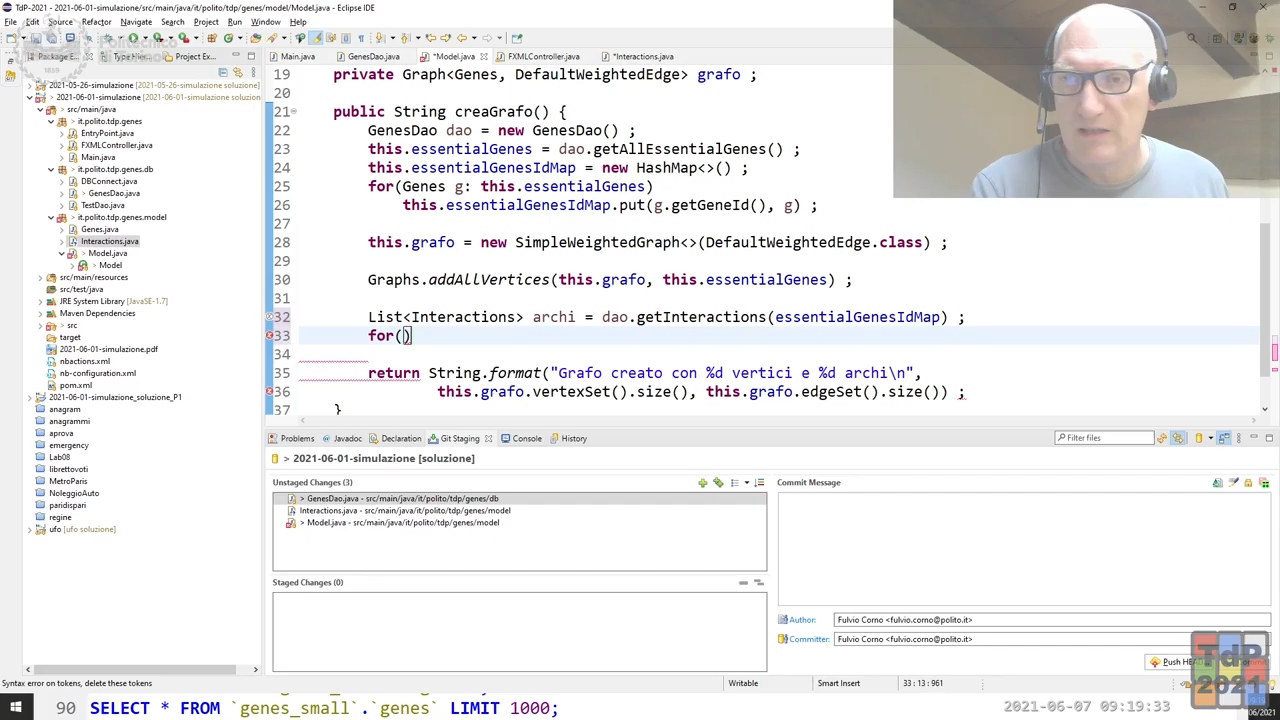 TdP-2021 - 2021-06-01-simulazione/src/main/java/it/polito/tdp/genes/model/Model.java - Eclipse IDE
File Edit Source Refactor Navigate Search Project Run Window Help
Politecnico
Package E... Type Hier... Project Ex...
Main.java GenesDao.java *Model.java FXMLController.java *Interactions.java
2021-05-26-simulazione [2021-05-26-simulazione soluzione]
> 2021-06-01-simulazione [2021-06-01-simulazione soluzion
> src/main/java
> it.polito.tdp.genes
EntryPoint.java
FXMLController.java
Main.java
> it.polito.tdp.genes.db
DBConnect.java
> GenesDao.java
TestDao.java
> it.polito.tdp.genes.model
Genes.java
Interactions.java
> Model.java
Model
src/main/resources
src/test/java
JRE System Library [JavaSE-1.7]
Maven Dependencies
> src
target
2021-06-01-simulazione.pdf
nbactions.xml
nb-configuration.xml
pom.xml
2021-06-01-simulazione_soluzione_P1
anagram
anagrammi
aprova
emergency
Lab08
librettovoti
MetroParis
NoleggioAuto
paridispari
regine
ufo [ufo soluzione]
19 private Graph<Genes, DefaultWeightedEdge> grafo ;
20
21 public String creaGrafo() {
22 GenesDao dao = new GenesDao() ;
23 this.essentialGenes = dao.getAllEssentialGenes() ;
24 this.essentialGenesIdMap = new HashMap<>() ;
25 for(Genes g: this.essentialGenes)
26 this.essentialGenesIdMap.put(g.getGeneId(), g) ;
27
28 this.grafo = new SimpleWeightedGraph<>(DefaultWeightedEdge.class) ;
29
30 Graphs.addAllVertices(this.grafo, this.essentialGenes) ;
31
32 List<Interactions> archi = dao.getInteractions(essentialGenesIdMap) ;
33 for()
34
35 return String.format("Grafo creato con %d vertici e %d archi\n",
36 this.grafo.vertexSet().size(), this.grafo.edgeSet().size()) ;
37 }
Problems Javadoc Declaration Git Staging Console History
Filter files
> 2021-06-01-simulazione [soluzione]
Unstaged Changes (3)
> GenesDao.java - src/main/java/it/polito/tdp/genes/db
Interactions.java - src/main/java/it/polito/tdp/genes/model
> Model.java - src/main/java/it/polito/tdp/genes/model
Staged Changes (0)
Commit Message
Author: Fulvio Corno <fulvio.corno@polito.it>
Committer: Fulvio Corno <fulvio.corno@polito.it>
Push HEAD
Syntax error on tokens, delete these tokens
Writable Smart Insert 33 : 13 : 961
TdP
2021
90 SELECT * FROM `genes_small`.`genes` LIMIT 1000;
2021-06-07 09:19:33